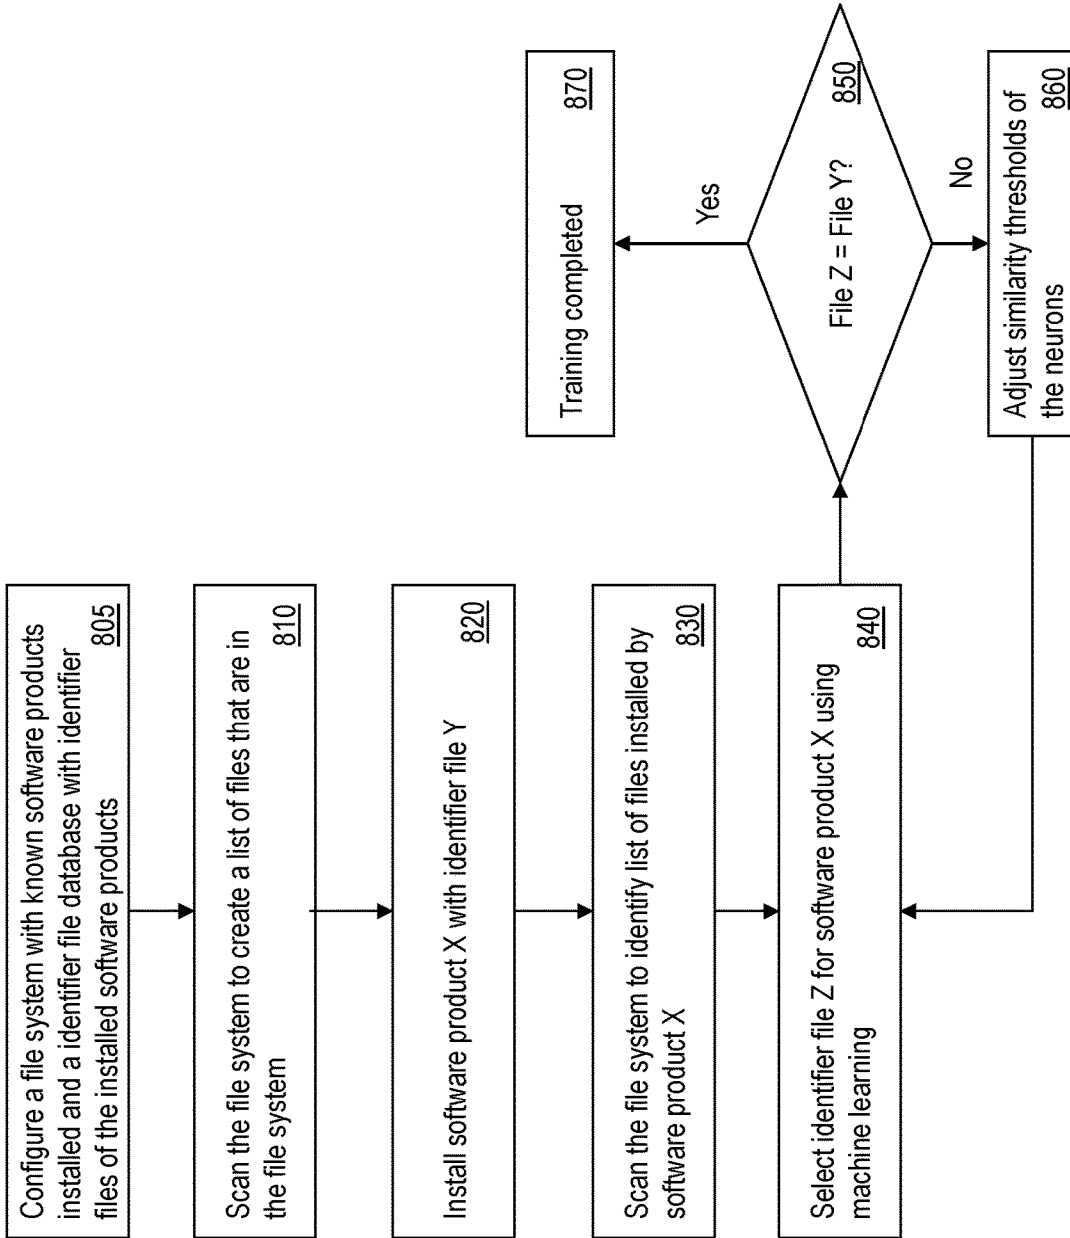 Configure a file system with known software products
installed and a identifier file database with identifier
files of the installed software products
805
Scan the file system to create a list of files that are in
the file system
810
Install software product X with identifier file Y
820
Scan the file system to identify list of files installed by
software product X
830
Select identifier file Z for software product X using
machine learning
840
File Z = File Y?
850
Yes
Training completed
870
No
Adjust similarity thresholds of
the neurons
860